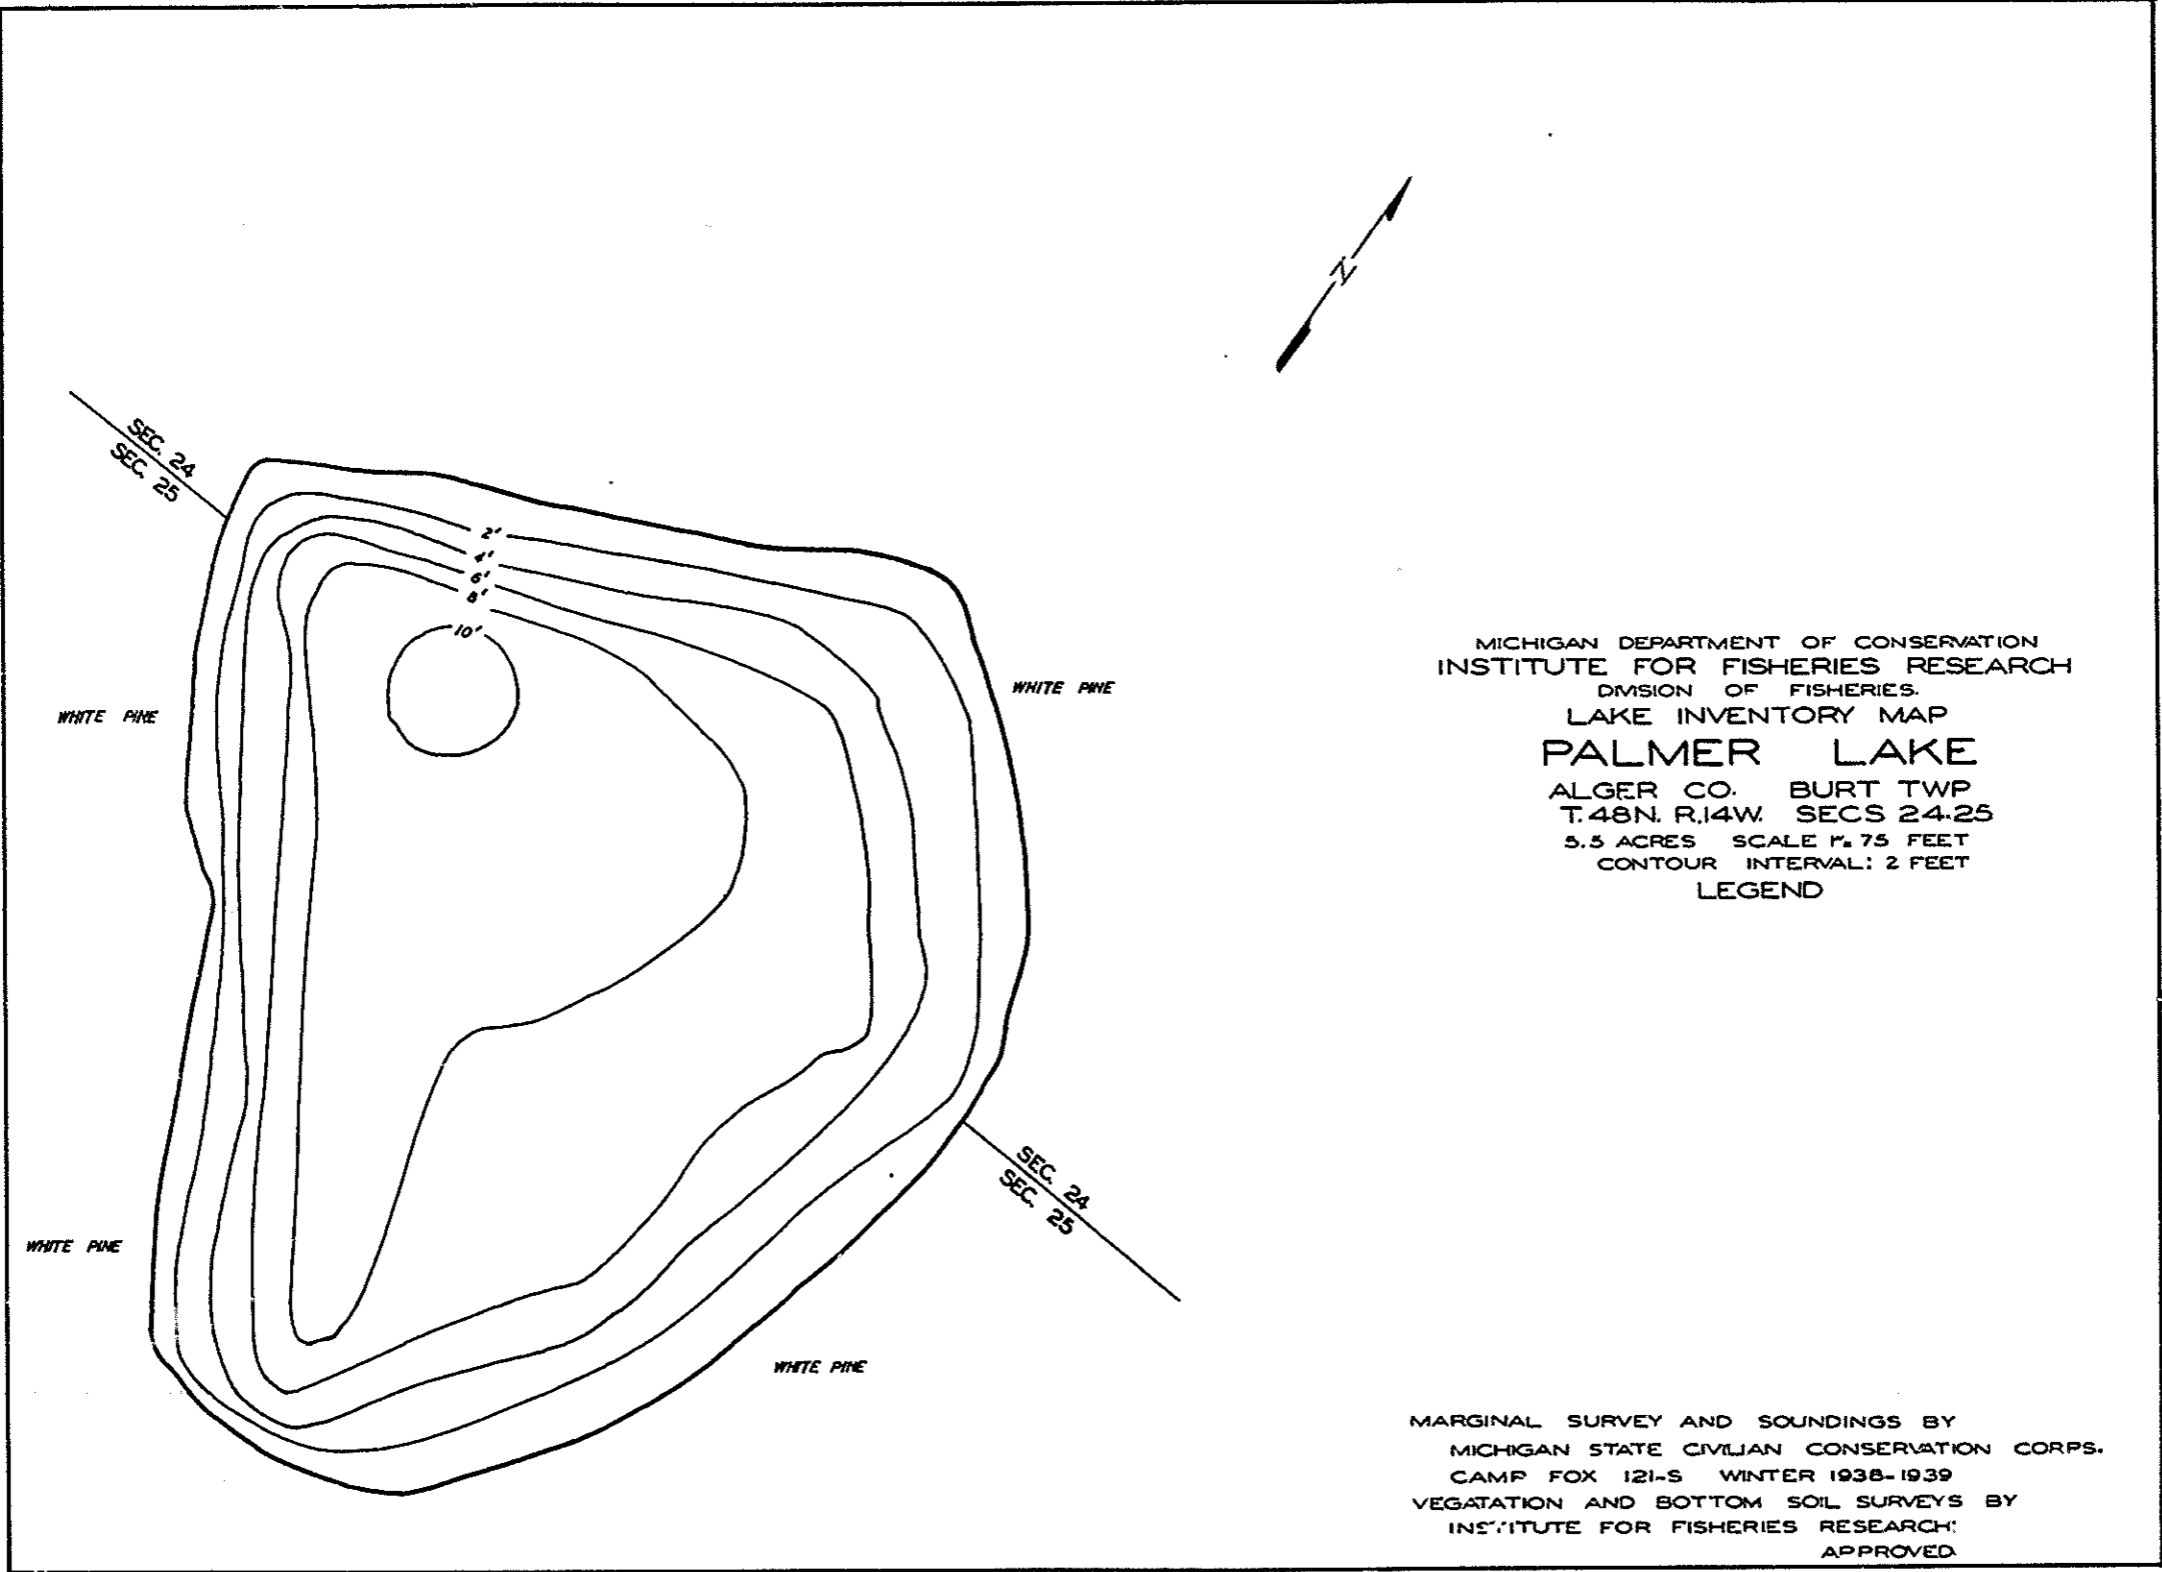 N
SEC. 24
SEC. 25
2'
4'
6'
8'
10'
WHITE PINE
WHITE PINE
MICHIGAN DEPARTMENT OF CONSERVATION
INSTITUTE FOR FISHERIES RESEARCH
DIVISION OF FISHERIES.
LAKE INVENTORY MAP
PALMER LAKE
ALGER CO. BURT TWP
T.48N. R.14W. SECS 24-25
5.5 ACRES SCALE 1"= 75 FEET
CONTOUR INTERVAL: 2 FEET
LEGEND
SEC. 24
SEC. 25
WHITE PINE
WHITE PINE
MARGINAL SURVEY AND SOUNDINGS BY
MICHIGAN STATE CIVILIAN CONSERVATION CORPS.
CAMP FOX 121-S WINTER 1938-1939
VEGATATION AND BOTTOM SOIL SURVEYS BY
INSTITUTE FOR FISHERIES RESEARCH:
APPROVED